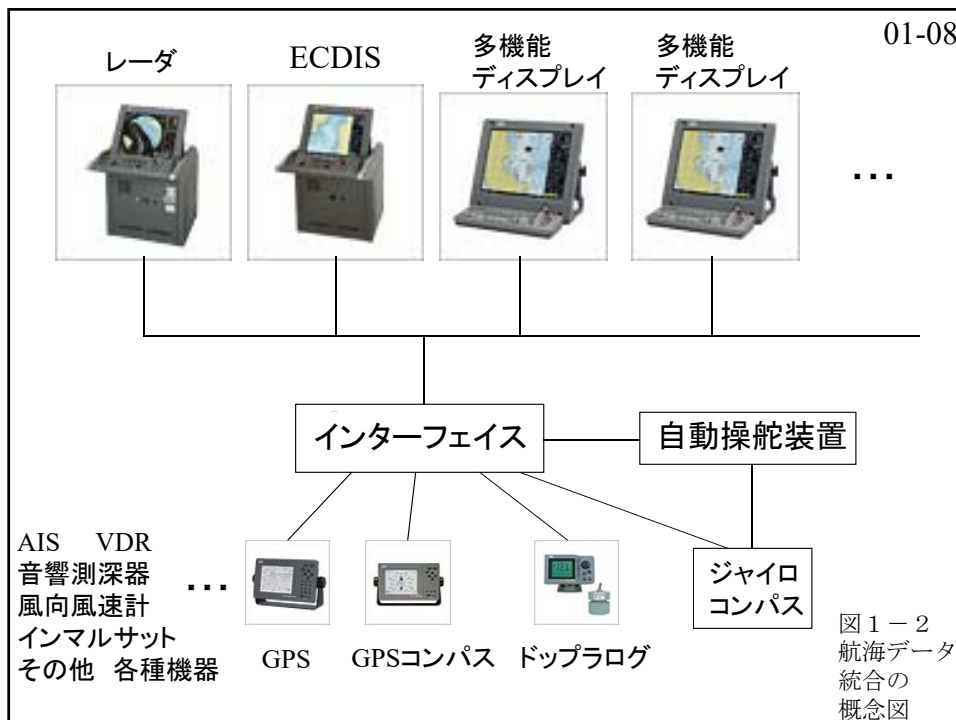 01-08
レーダ
ECDIS
多機能
ディスプレイ
多機能
ディスプレイ
...
インターフェイス
自動操舵装置
AIS VDR
音響測深器
風向風速計
インマルサット
その他 各種機器
...
GPS
GPSコンパス
ドップラログ
ジャイロ
コンパス
図1-2
航海データ
統合の
概念図